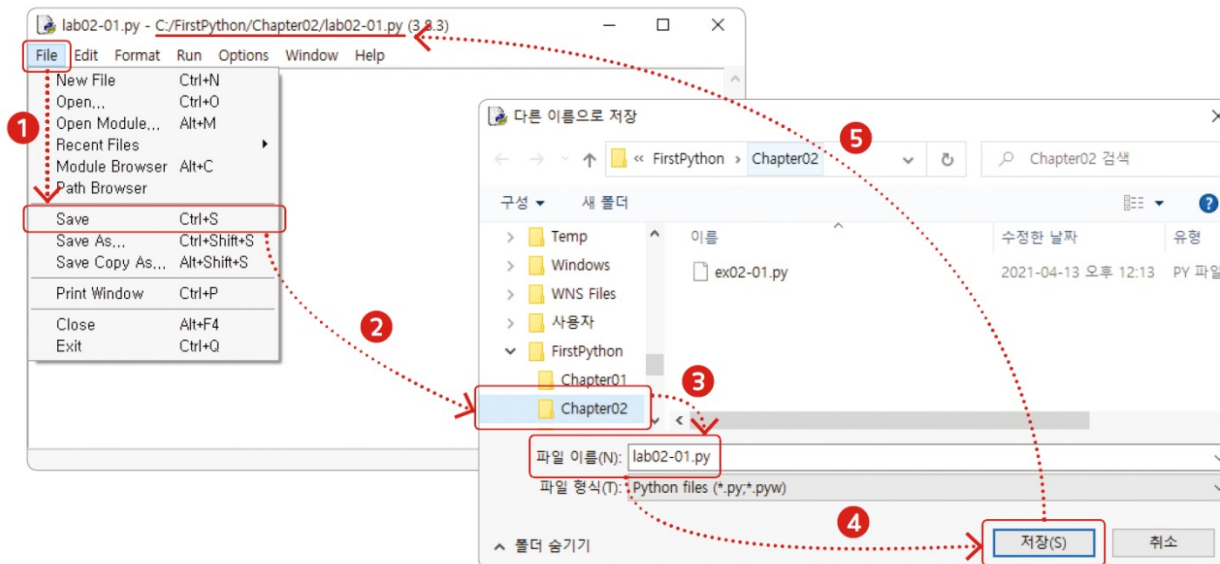 lab02-01.py - C:/FirstPython/Chapter02/lab02-01.py (3.8.3)
File Edit Format Run Options Window Help
New File Ctrl+N
Open... Ctrl+O
Open Module... Alt+M
Recent Files
Module Browser Alt+C
Path Browser
Save Ctrl+S
Save As... Ctrl+Shift+S
Save Copy As... Alt+Shift+S
Print Window Ctrl+P
Close Alt+F4
Exit Ctrl+Q
1
2
다른 이름으로 저장
5
« FirstPython › Chapter02
Chapter02 검색
구성 새 폴더
이름 수정한 날짜 유형
ex02-01.py 2021-04-13 오후 12:13 PY 파일
Temp
Windows
WNS Files
사용자
FirstPython
Chapter01
Chapter02
3
파일 이름(N): lab02-01.py
파일 형식(T): Python files (*.py;*.pyw)
4
폴더 숨기기
저장(S) 취소